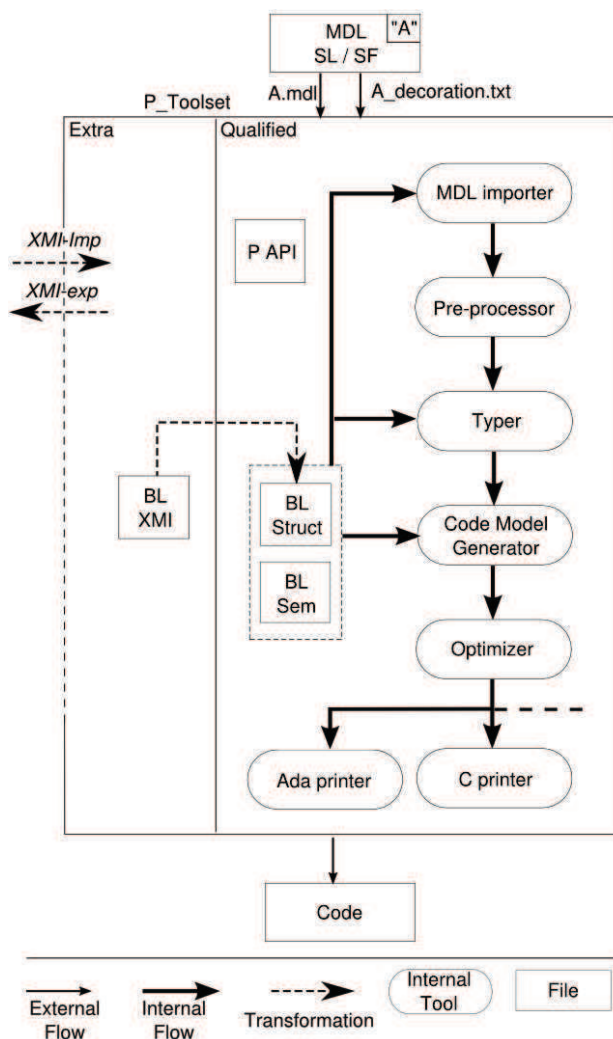 MDL
"A"
SL / SF
A.mdl
A_decoration.txt
P_Toolset
Extra
Qualified
MDL importer
XMI-Imp
P API
XMI-exp
Pre-processor
Typer
BL
XMI
BL
Struct
Code Model
Generator
BL
Sem
Optimizer
Ada printer
C printer
Code
External
Flow
Internal
Flow
Transformation
Internal
Tool
File